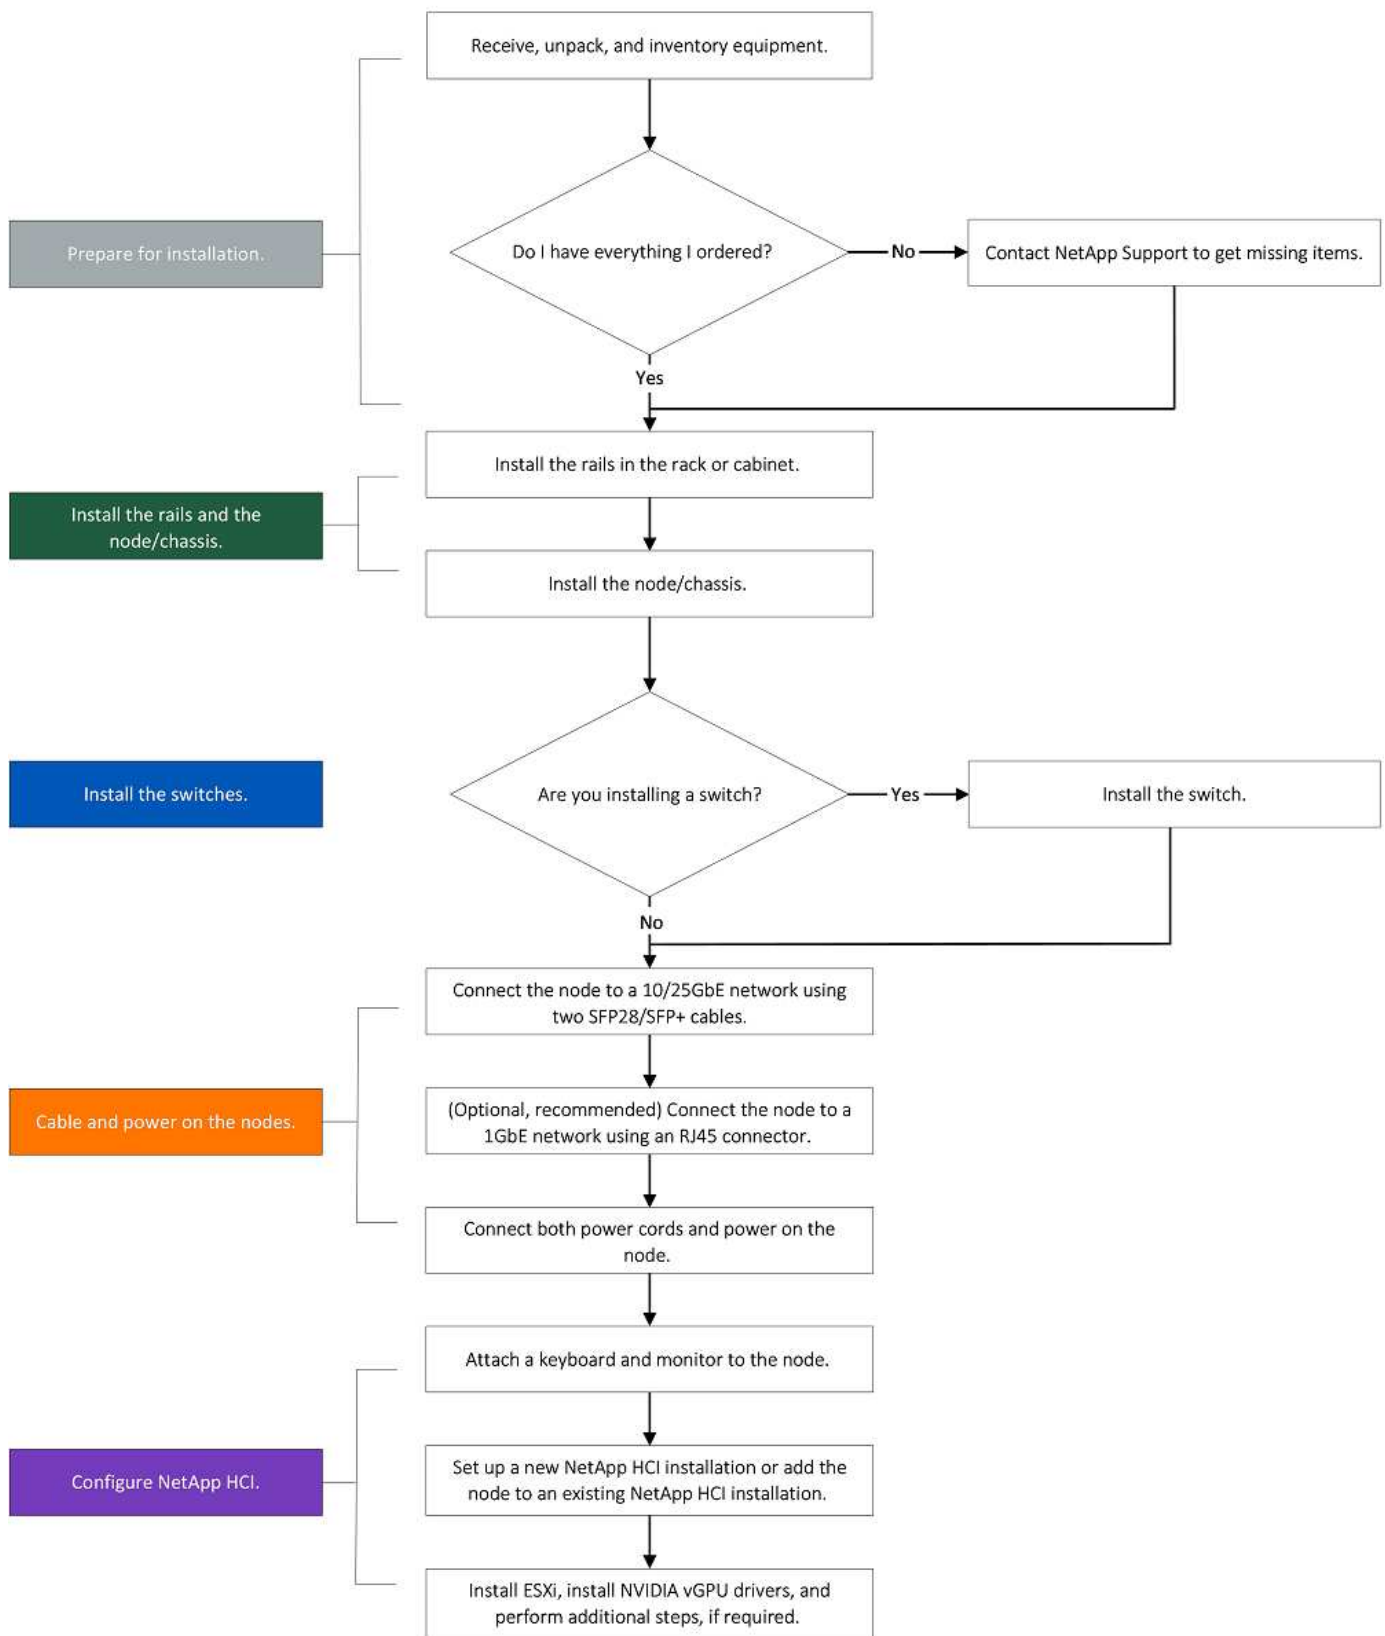 Receive, unpack, and inventory equipment.
Prepare for installation.
Do I have everything I ordered?
No
Contact NetApp Support to get missing items.
Yes
Install the rails in the rack or cabinet.
Install the rails and the
node/chassis.
Install the node/chassis.
Install the switches.
Are you installing a switch?
Yes
Install the switch.
No
Connect the node to a 10/25GbE network using
two SFP28/SFP+ cables.
Cable and power on the nodes.
(Optional, recommended) Connect the node to a
1GbE network using an RJ45 connector.
Connect both power cords and power on the
node.
Attach a keyboard and monitor to the node.
Configure NetApp HCI.
Set up a new NetApp HCI installation or add the
node to an existing NetApp HCI installation.
Install ESXi, install NVIDIA vGPU drivers, and
perform additional steps, if required.